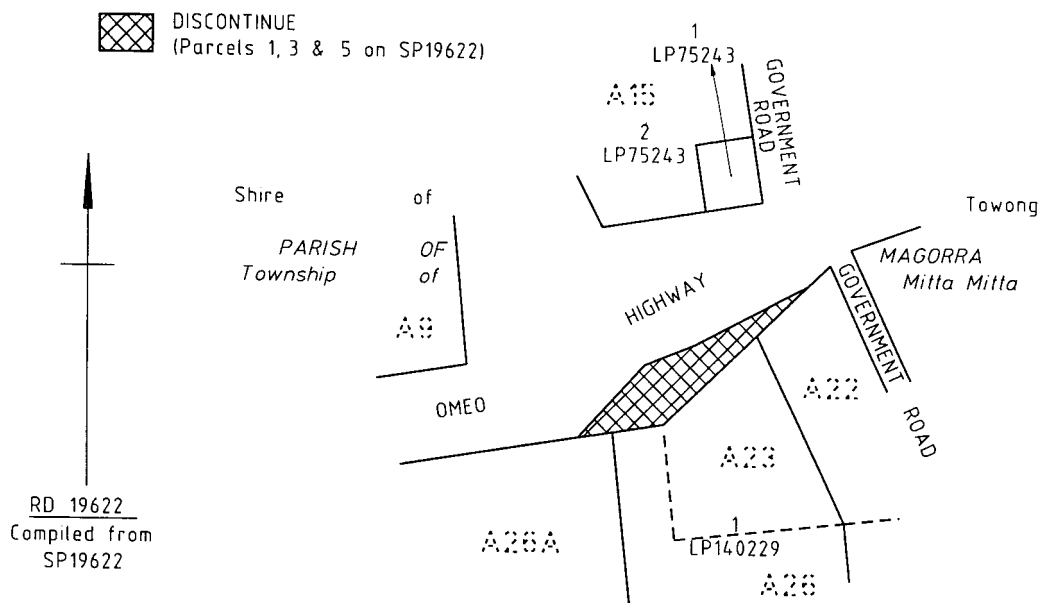 DISCONTINUE
(Parcels 1, 3 & 5 on SP19622)
1
LP75243
GOVERNMENT
ROAD
A15
2
LP75243
Shire of Towong
PARISH OF MAGORRA
Township of Mitta Mitta
A9
HIGHWAY
GOVERNMENT
ROAD
OMEO
A22
A23
RD 19622
Compiled from
SP19622
A26A
1
CP140229
A26